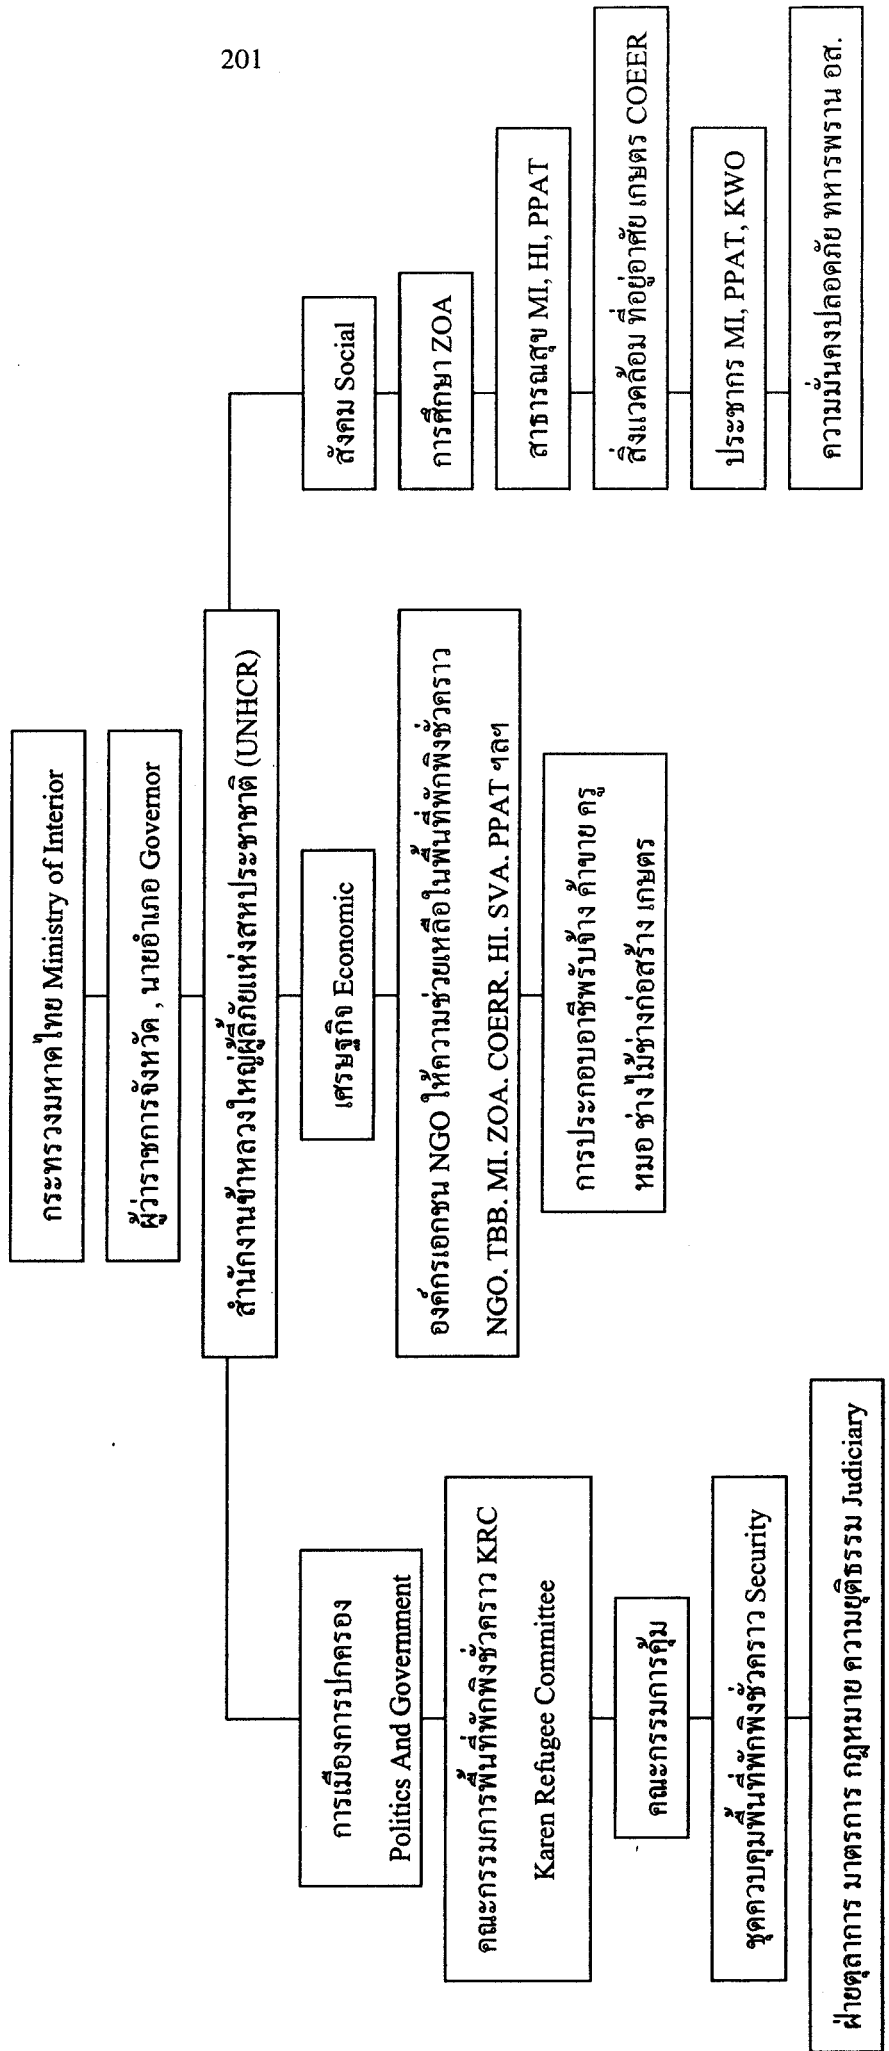 201
กระทรวงมหาดไทย Ministry of Interior
ผู้ว่าราชการจังหวัด , นายอำเภอ Governor
สำนักงานข้าหลวงใหญ่ผู้ลี้ภัยแห่งสหประชาชาติ (UNHCR)
การเมืองการปกครอง
Politics And Government
คณะกรรมการพื้นที่พักพิงชั่วคราว KRC
Karen Refugee Committee
คณะกรรมการคุ้ม
ชุดควบคุมพื้นที่พักพิงชั่วคราว Security
ฝ่ายตุลาการ มาตรการ กฎหมาย ความยุติธรรม Judiciary
เศรษฐกิจ Economic
องค์กรเอกชน NGO ให้ความช่วยเหลือในพื้นที่พักพิงชั่วคราว
NGO. TBB. MI. ZOA. COERR. HI. SVA. PPAT ฯลฯ
การประกอบอาชีพรับจ้าง ค้าขาย ครู
หมอ ช่างไม้ช่างก่อสร้าง เกษตร
สังคม Social
การศึกษา ZOA
สาธารณสุข MI, HI, PPAT
สิ่งแวดล้อม ที่อยู่อาศัย เกษตร COEER
ประชากร MI, PPAT, KWO
ความมั่นคงปลอดภัย ทหารพราน อส.